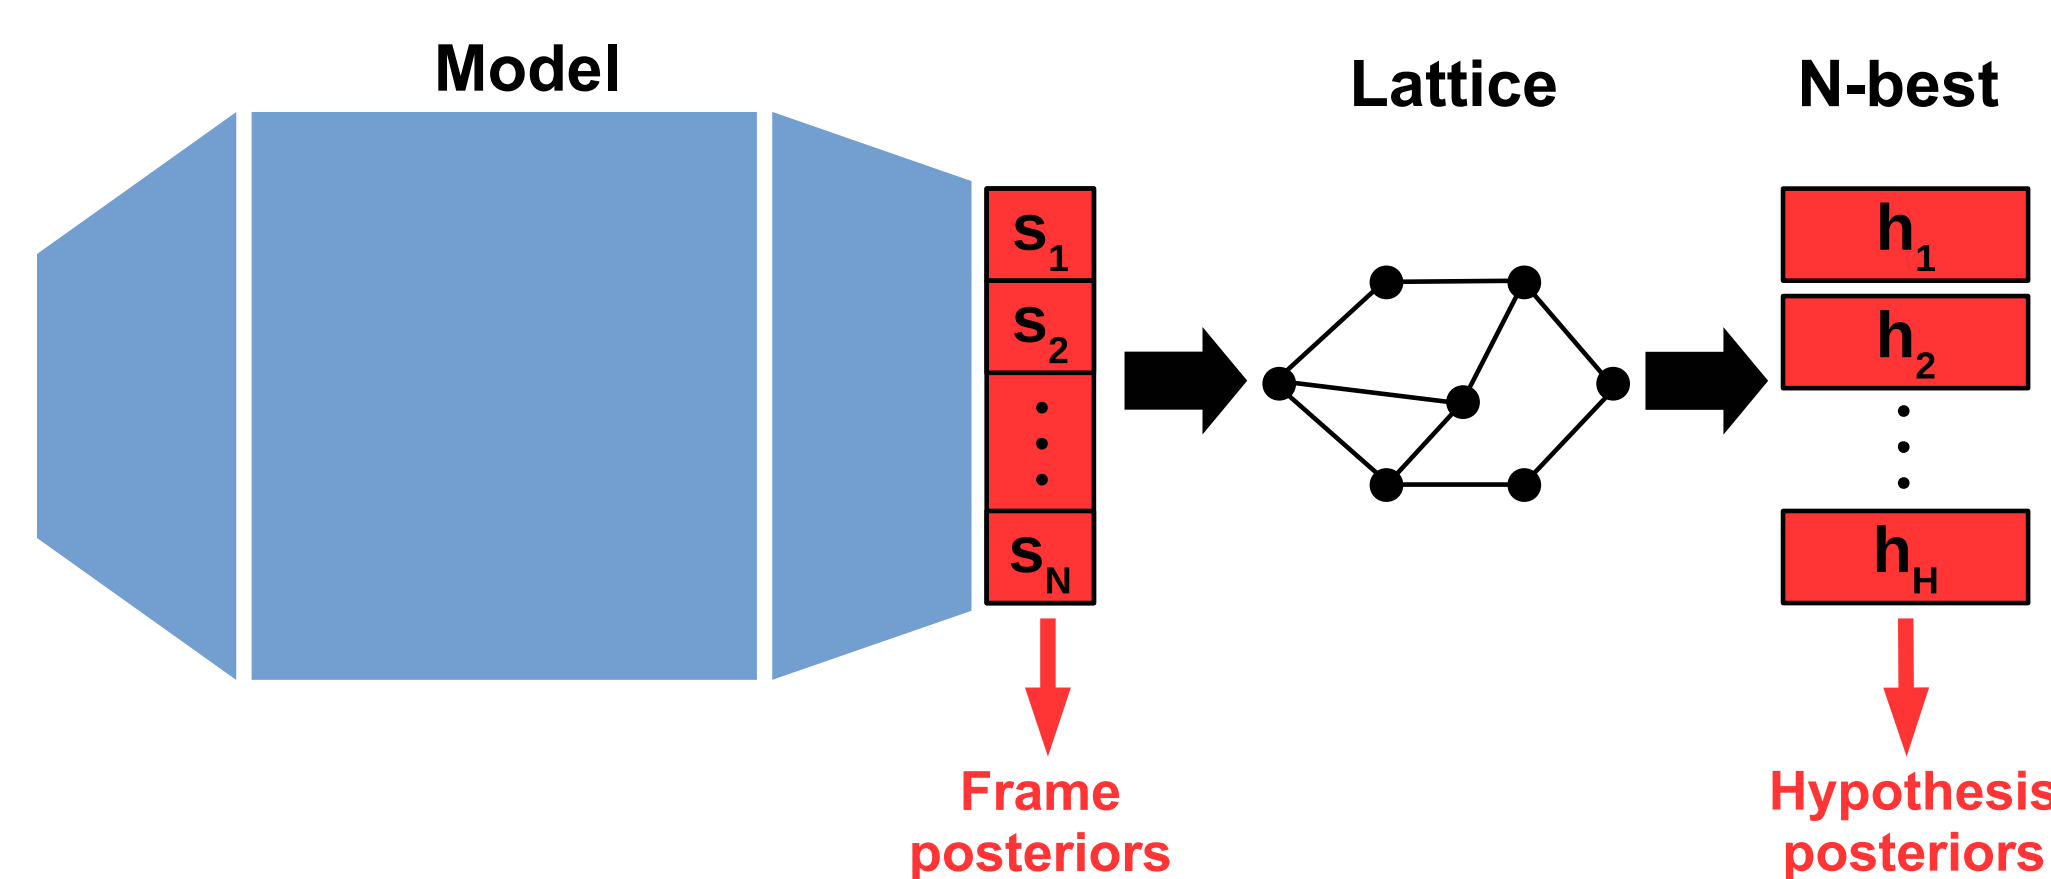 Model
Lattice
N-best
s1
s2
sN
h1
h2
hH
Frame
posteriors
Hypothesis
posteriors